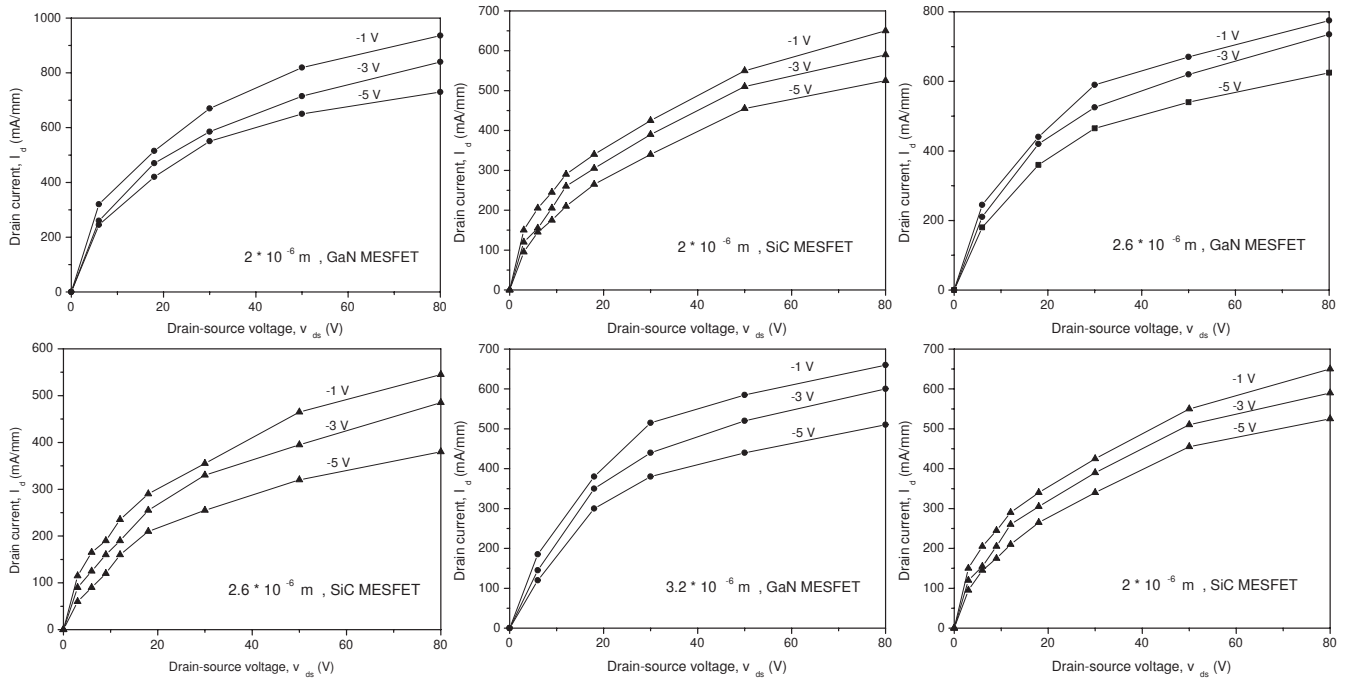 1000
800
600
400
200
0
Drain current, I d (mA/mm)
-1 V
-3 V
-5 V
2 * 10 -6 m , GaN MESFET
0 20 40 60 80
Drain-source voltage, v ds (V)
700
600
500
400
300
200
100
0
Drain current, I d (mA/mm)
-1 V
-3 V
-5 V
2 * 10 -6 m , SiC MESFET
0 20 40 60 80
Drain-source voltage, v ds (V)
800
600
400
200
0
Drain current, I d (mA/mm)
-1 V
-3 V
-5 V
2.6 * 10 -6 m , GaN MESFET
0 20 40 60 80
Drain-source voltage, v ds (V)
600
500
400
300
200
100
0
Drain current, I d (mA/mm)
-1 V
-3 V
-5 V
2.6 * 10 -6 m , SiC MESFET
0 10 20 30 40 50 60 70 80
Drain-source voltage, v ds (V)
700
600
500
400
300
200
100
0
Drain current, I d (mA/mm)
-1 V
-3 V
-5 V
3.2 * 10 -6 m , GaN MESFET
0 20 40 60 80
Drain-source voltage, v ds (V)
700
600
500
400
300
200
100
0
Drain current, I d (mA/mm)
-1 V
-3 V
-5 V
2 * 10 -6 m , SiC MESFET
0 20 40 60 80
Drain-source voltage, v ds (V)